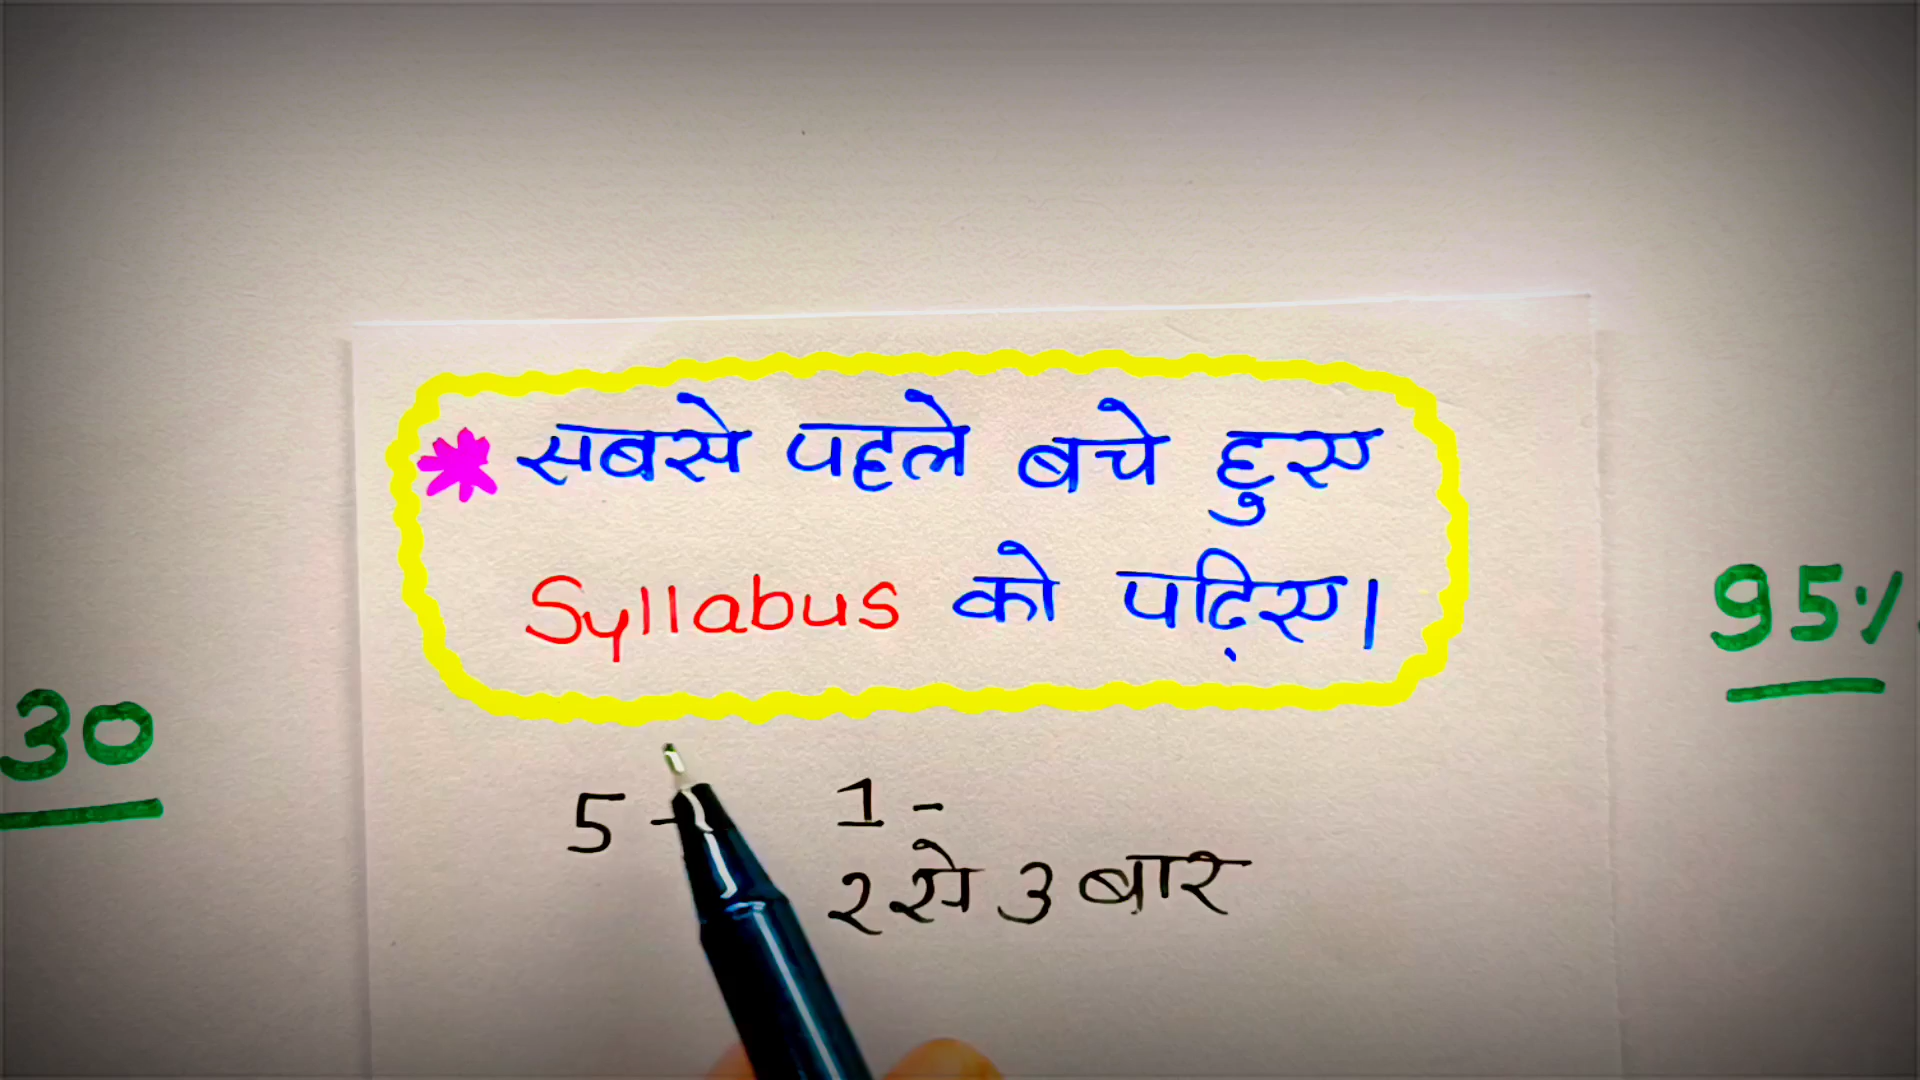 * सबसे पहले बचे हुए
Syllabus को पढ़िए।
95%
30
5 - 1 -
2 से 3 बार